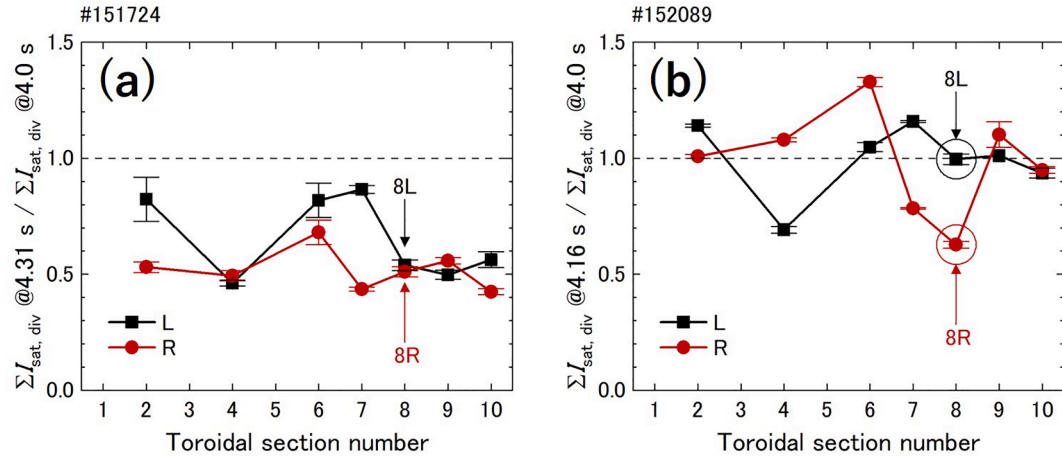 #151724
(a)
ΣI_sat, div @4.31 s / ΣI_sat, div @4.0 s
1.5
1.0
0.5
0.0
8L
8R
L
R
1 2 3 4 5 6 7 8 9 10
Toroidal section number
#152089
(b)
ΣI_sat, div @4.16 s / ΣI_sat, div @4.0 s
1.5
1.0
0.5
0.0
8L
8R
L
R
1 2 3 4 5 6 7 8 9 10
Toroidal section number